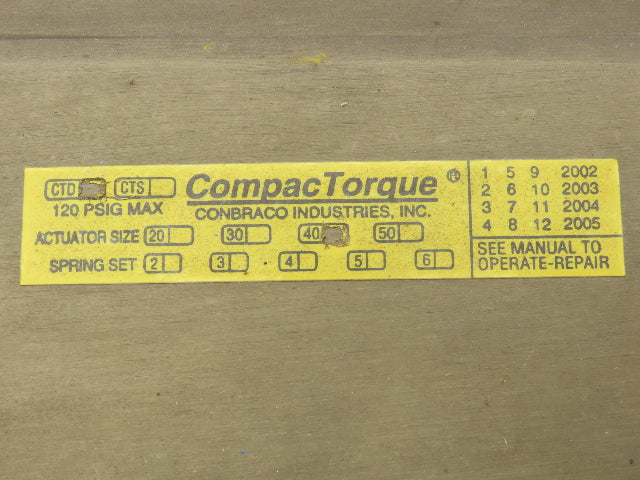 CTD CTS CompacTorque ®
120 PSIG MAX CONBRACO INDUSTRIES, INC.
ACTUATOR SIZE 20 30 40 50
SPRING SET 2 3 4 5 6
1 5 9 2002
2 6 10 2003
3 7 11 2004
4 8 12 2005
SEE MANUAL TO
OPERATE-REPAIR